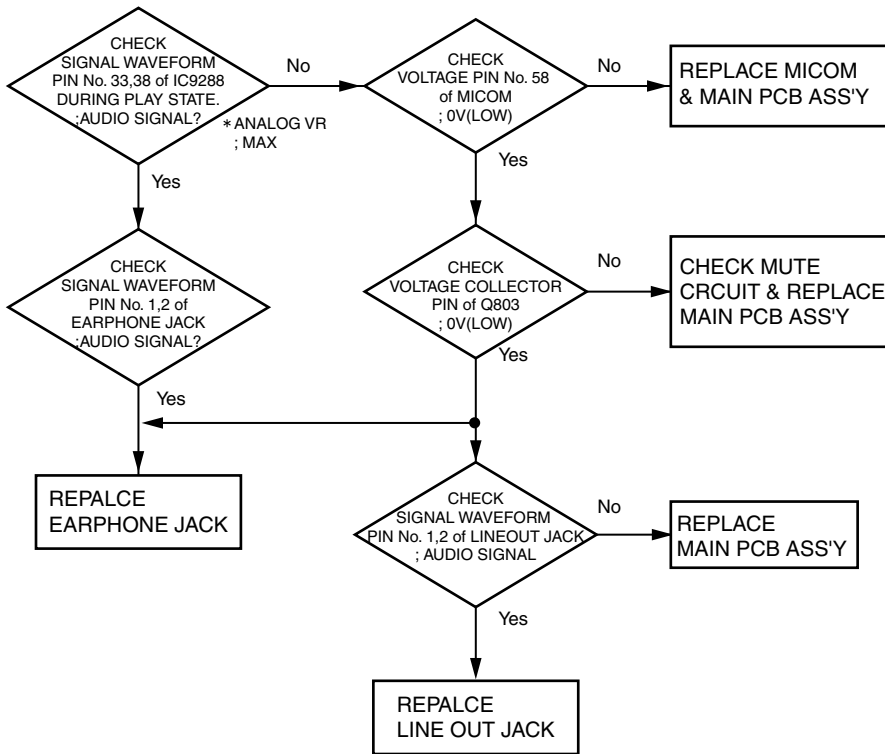 CHECK
SIGNAL WAVEFORM
PIN No. 33,38 of IC9288
DURING PLAY STATE.
;AUDIO SIGNAL?
No
* ANALOG VR
; MAX
CHECK
VOLTAGE PIN No. 58
of MICOM
; 0V(LOW)
No
REPLACE MICOM
& MAIN PCB ASS'Y
Yes
Yes
CHECK
SIGNAL WAVEFORM
PIN No. 1,2 of
EARPHONE JACK
;AUDIO SIGNAL?
CHECK
VOLTAGE COLLECTOR
PIN of Q803
; 0V(LOW)
No
CHECK MUTE
CRCUIT & REPLACE
MAIN PCB ASS'Y
Yes
Yes
REPALCE
EARPHONE JACK
CHECK
SIGNAL WAVEFORM
PIN No. 1,2 of LINEOUT JACK
; AUDIO SIGNAL
No
REPLACE
MAIN PCB ASS'Y
Yes
REPALCE
LINE OUT JACK